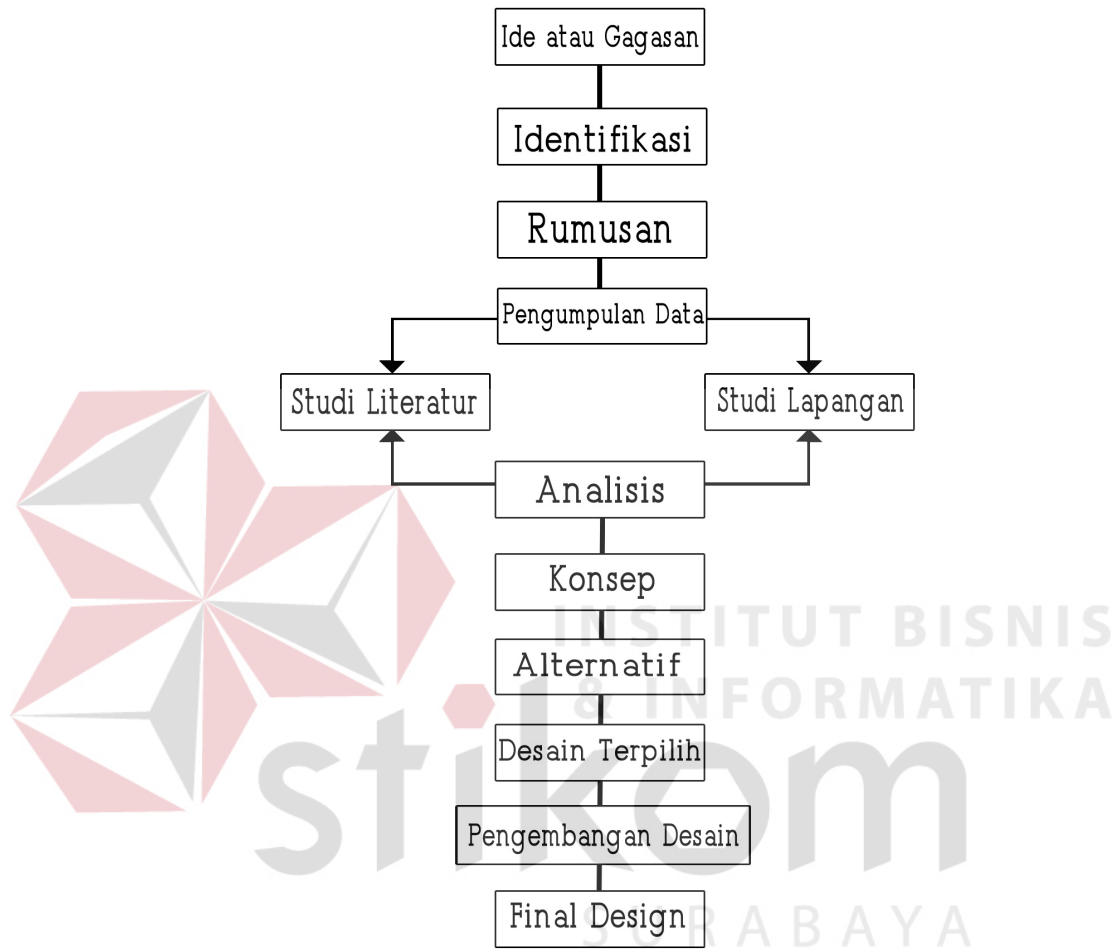 Ide atau Gagasan
Identifikasi
Rumusan
Pengumpulan Data
Studi Literatur
Studi Lapangan
Analisis
Konsep
INSTITUT BISNIS
Alternatif
& INFORMATIKA
stikom
Desain Terpilih
Pengembangan Desain
Final Design
SURABAYA